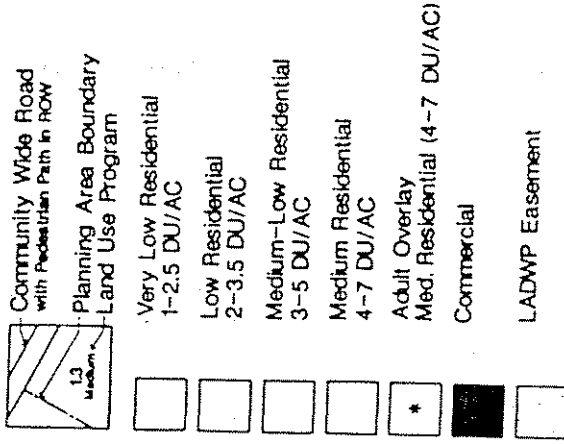 Community Wide Road
with Pedestrian Path in ROW
Planning Area Boundary
Land Use Program
13
Medium
Very Low Residential
1-2.5 DU/AC
Low Residential
2-3.5 DU/AC
Medium-Low Residential
3-5 DU/AC
Medium Residential
4-7 DU/AC
Adult Overlay
Med. Residential (4-7 DU/AC)
*
Commercial
LADWP Easement